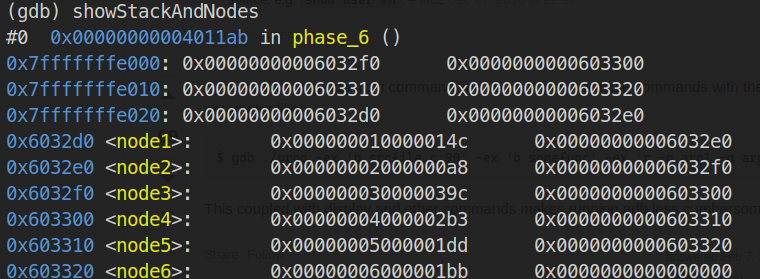 (gdb) showStackAndNodes
#0  0x00000000004011ab in phase_6 ()
0x7fffffffe000: 0x00000000006032f0      0x0000000000603300
0x7fffffffe010: 0x0000000000603310      0x0000000000603320
0x7fffffffe020: 0x00000000006032d0      0x00000000006032e0
0x6032d0 <node1>:       0x000000010000014c      0x00000000006032e0
0x6032e0 <node2>:       0x00000002000000a8      0x00000000006032f0
0x6032f0 <node3>:       0x000000030000039c      0x0000000000603300
0x603300 <node4>:       0x00000004000002b3      0x0000000000603310
0x603310 <node5>:       0x00000005000001dd      0x0000000000603320
0x603320 <node6>:       0x00000006000001bb      0x0000000000000000